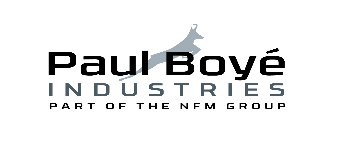 Paul Boyé
INDUSTRIES
PART OF THE NFM GROUP